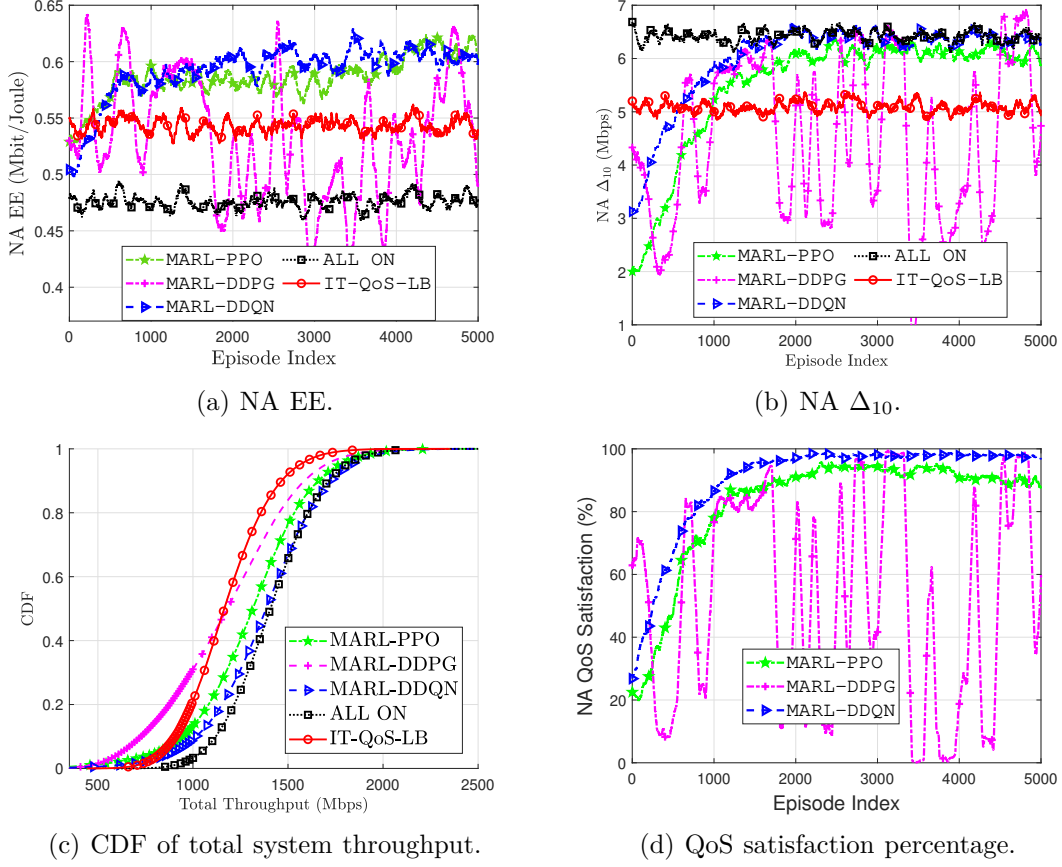 0.65
0.6
0.55
0.5
0.45
0.4
NA EE (Mbit/Joule)
MARL-PPO
MARL-DDPG
MARL-DDQN
ALL ON
IT-QoS-LB
0 1000 2000 3000 4000 5000
Episode Index
(a) NA EE.
7
6
5
4
3
2
1
NA Δ10 (Mbps)
MARL-PPO
MARL-DDPG
MARL-DDQN
ALL ON
IT-QoS-LB
0 1000 2000 3000 4000 5000
Episode Index
(b) NA Δ10.
1
0.8
0.6
0.4
0.2
0
CDF
MARL-PPO
MARL-DDPG
MARL-DDQN
ALL ON
IT-QoS-LB
500 1000 1500 2000 2500
Total Throughput (Mbps)
(c) CDF of total system throughput.
100
80
60
40
20
0
NA QoS Satisfaction (%)
MARL-PPO
MARL-DDPG
MARL-DDQN
0 1000 2000 3000 4000 5000
Episode Index
(d) QoS satisfaction percentage.